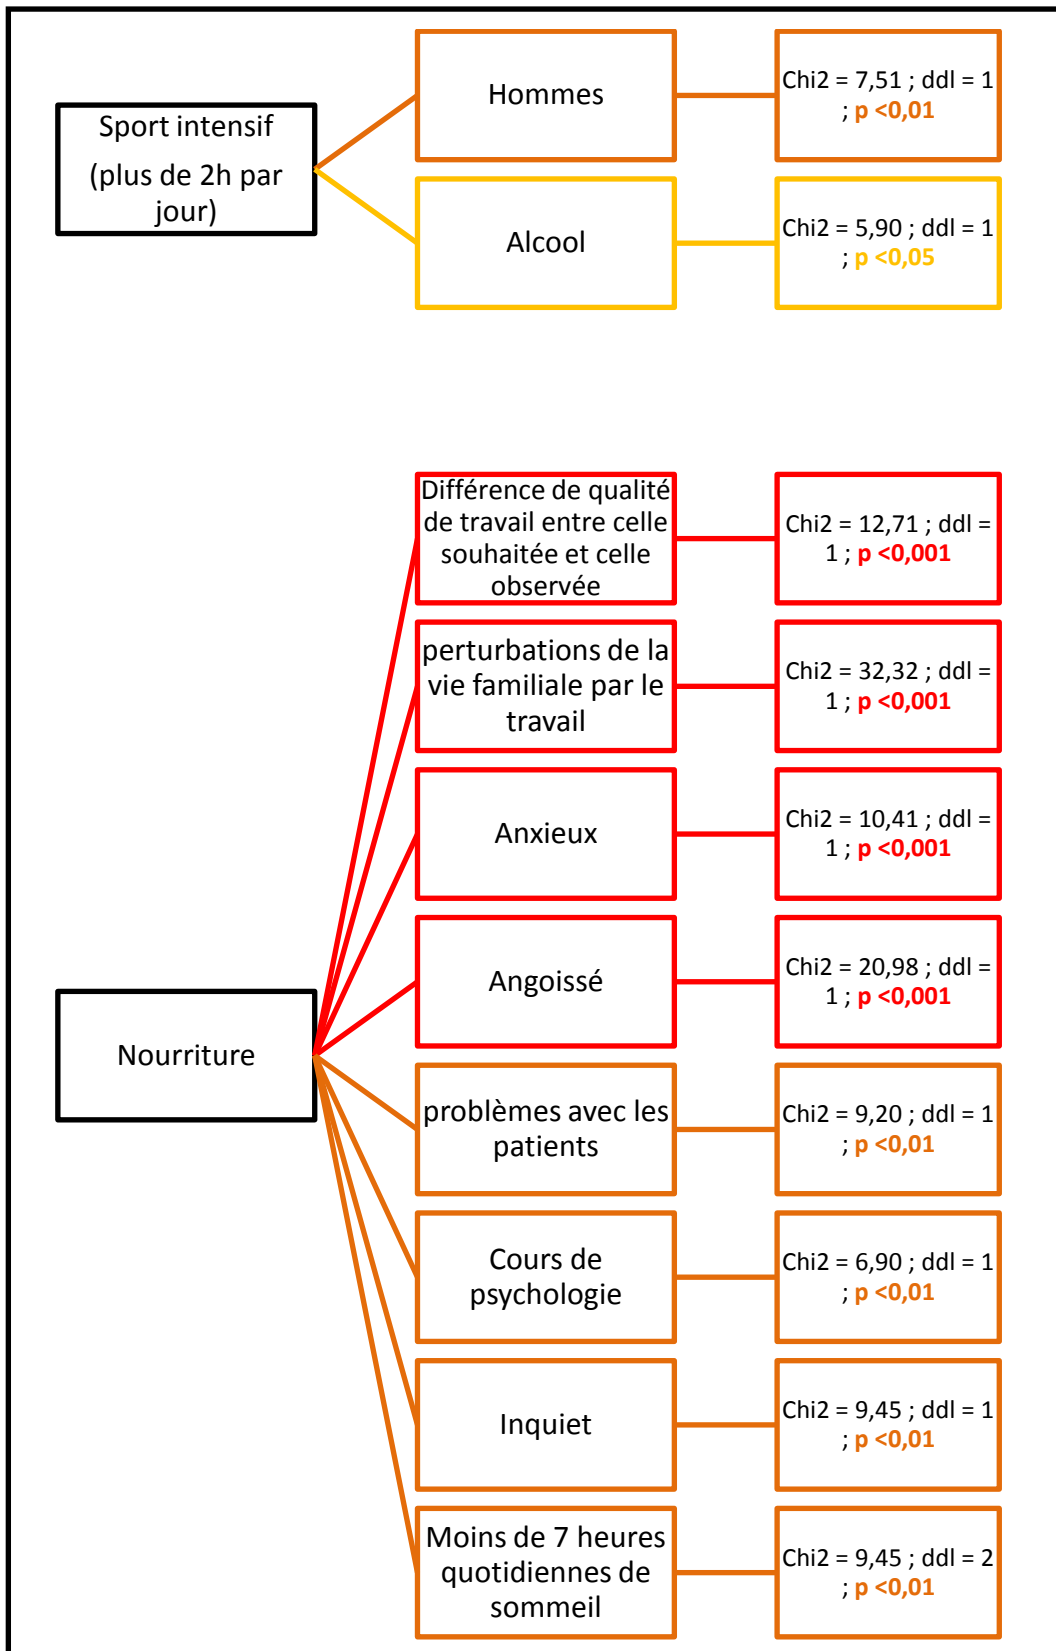 Sport intensif
(plus de 2h par
jour)
Hommes
Chi2 = 7,51 ; ddl = 1
; p <0,01
Alcool
Chi2 = 5,90 ; ddl = 1
; p <0,05
Nourriture
Différence de qualité
de travail entre celle
souhaitée et celle
observée
Chi2 = 12,71 ; ddl =
1 ; p <0,001
perturbations de la
vie familiale par le
travail
Chi2 = 32,32 ; ddl =
1 ; p <0,001
Anxieux
Chi2 = 10,41 ; ddl =
1 ; p <0,001
Angoissé
Chi2 = 20,98 ; ddl =
1 ; p <0,001
problèmes avec les
patients
Chi2 = 9,20 ; ddl = 1
; p <0,01
Cours de
psychologie
Chi2 = 6,90 ; ddl = 1
; p <0,01
Inquiet
Chi2 = 9,45 ; ddl = 1
; p <0,01
Moins de 7 heures
quotidiennes de
sommeil
Chi2 = 9,45 ; ddl = 2
; p <0,01